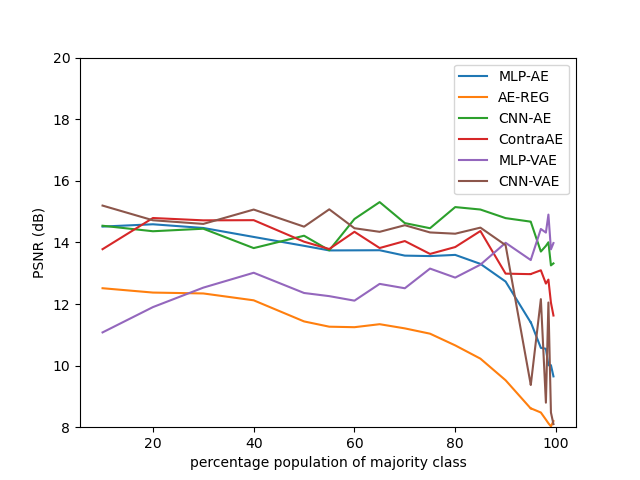 20
18
16
14
12
10
8
PSNR (dB)
20
40
60
80
100
percentage population of majority class
MLP-AE
AE-REG
CNN-AE
ContraAE
MLP-VAE
CNN-VAE